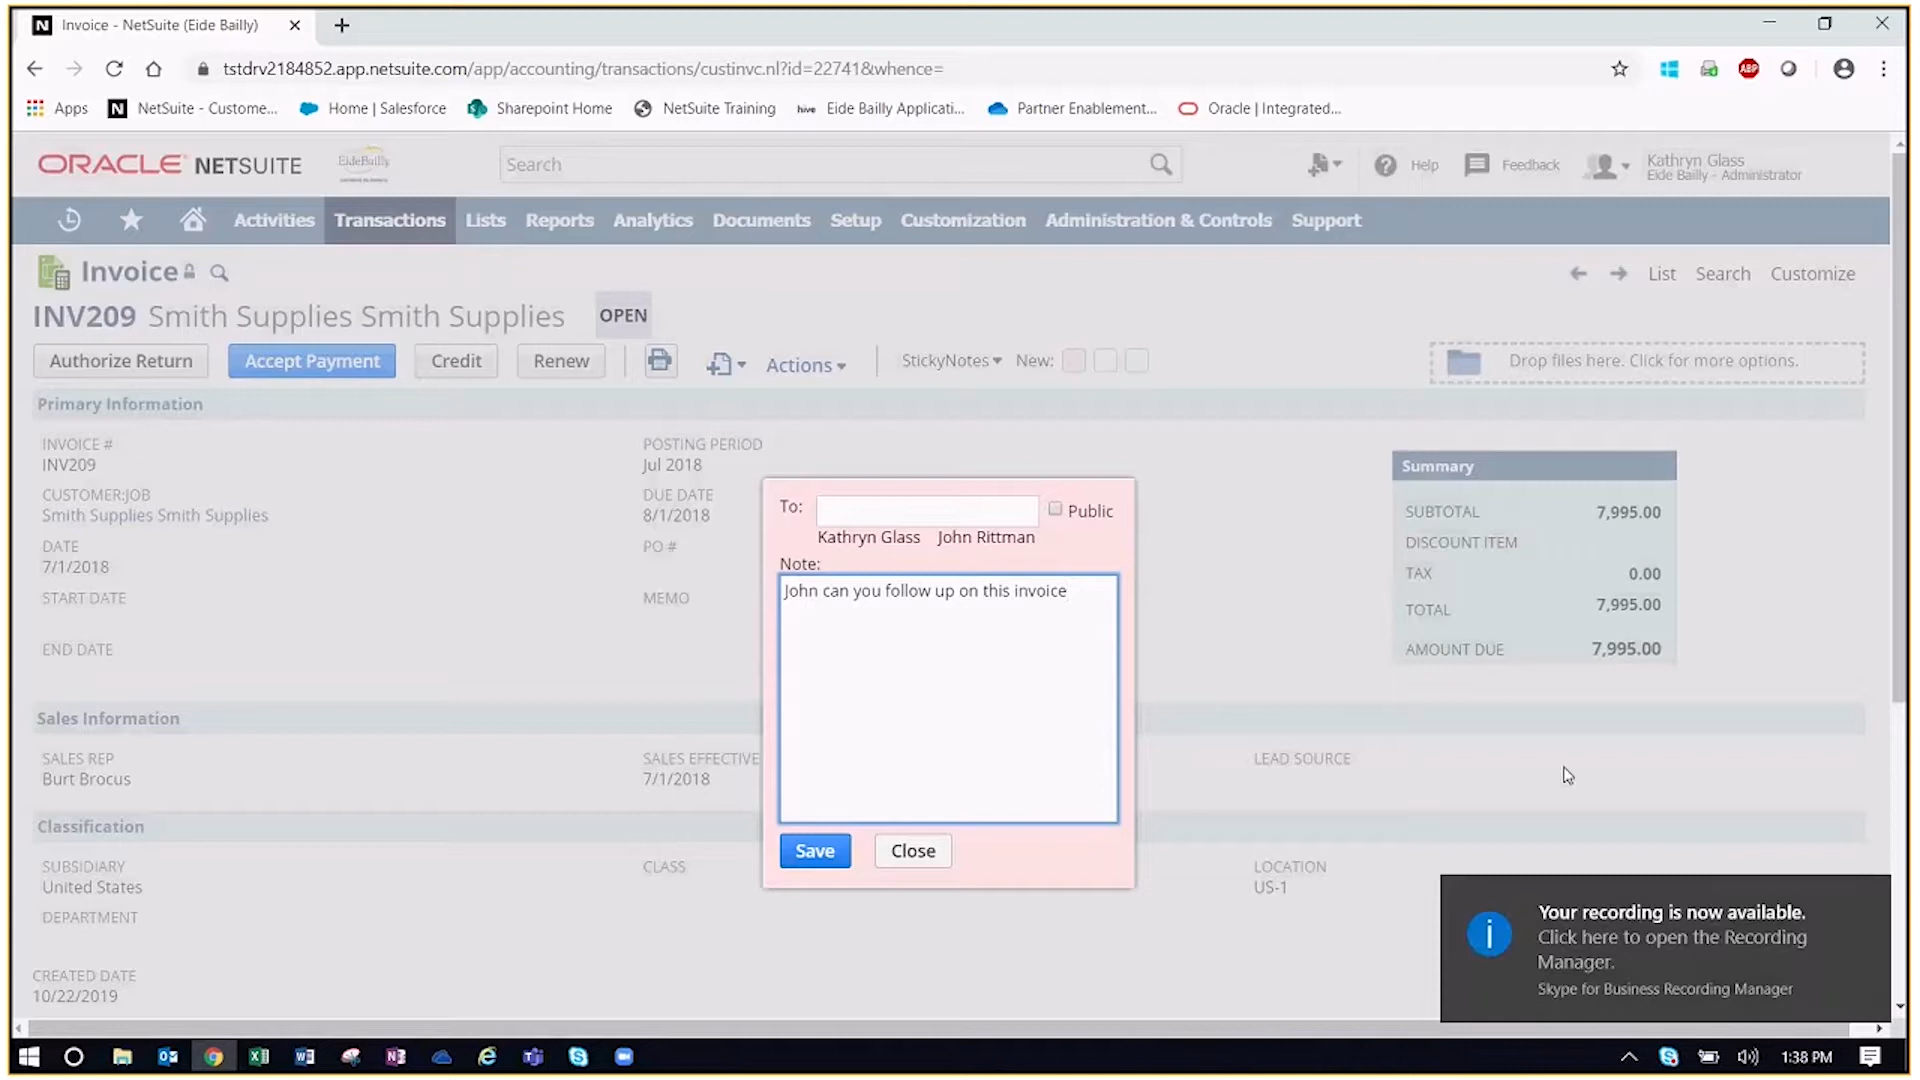 Invoice - NetSuite (Eide Bailly)
tstdrv2184852.app.netsuite.com/app/accounting/transactions/custinvc.nl?id=22741&whence=
ABP
Apps N NetSuite - Custome... Home | Salesforce Sharepoint Home NetSuite Training hive Eide Bailly Applicati... Partner Enablement... Oracle | Integrated...
ORACLE NETSUITE EideBailly Search Help Feedback Kathryn Glass
Eide Bailly - Administrator
Activities Transactions Lists Reports Analytics Documents Setup Customization Administration & Controls Support
Invoice List Search Customize
INV209 Smith Supplies Smith Supplies OPEN
Authorize Return Accept Payment Credit Renew Actions StickyNotes New: Drop files here. Click for more options.
Primary Information
INVOICE #
INV209
CUSTOMER:JOB
Smith Supplies Smith Supplies
DATE
7/1/2018
START DATE
END DATE
POSTING PERIOD
Jul 2018
DUE DATE
8/1/2018
PO #
MEMO
To: Public
Kathryn Glass John Rittman
Note:
John can you follow up on this invoice
Save Close
Summary
SUBTOTAL 7,995.00
DISCOUNT ITEM
TAX 0.00
TOTAL 7,995.00
AMOUNT DUE 7,995.00
Sales Information
SALES REP
Burt Brocus
SALES EFFECTIVE
7/1/2018
LEAD SOURCE
Classification
SUBSIDIARY
United States
DEPARTMENT
CLASS
LOCATION
US-1
CREATED DATE
10/22/2019
Your recording is now available.
Click here to open the Recording
Manager.
Skype for Business Recording Manager
1:38 PM